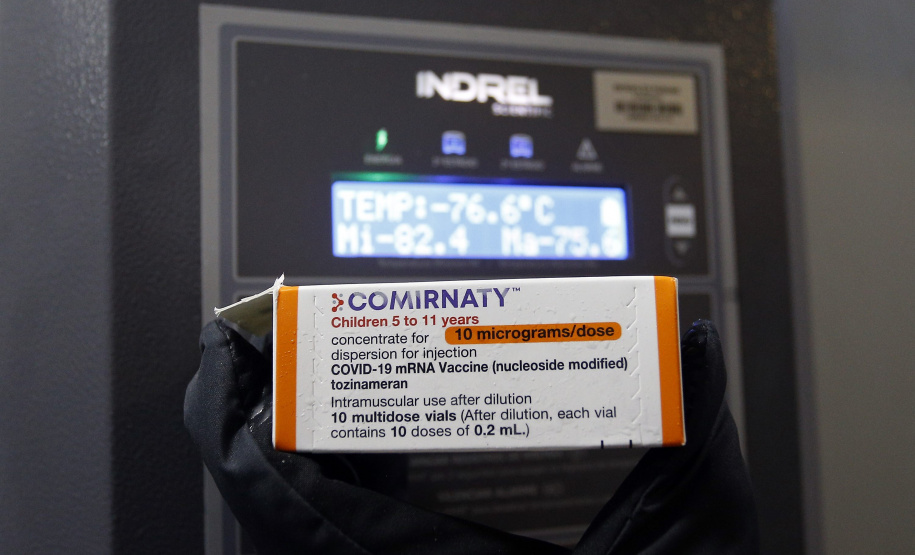 INDREL
SCIENTIFIC
TEMP:-76.6°C
Mi-82.4 Ma-75.6
COMIRNATY™
Children 5 to 11 years
concentrate for 10 micrograms/dose
dispersion for injection
COVID-19 mRNA Vaccine (nucleoside modified)
tozinameran
Intramuscular use after dilution
10 multidose vials (After dilution, each vial
contains 10 doses of 0.2 mL.)